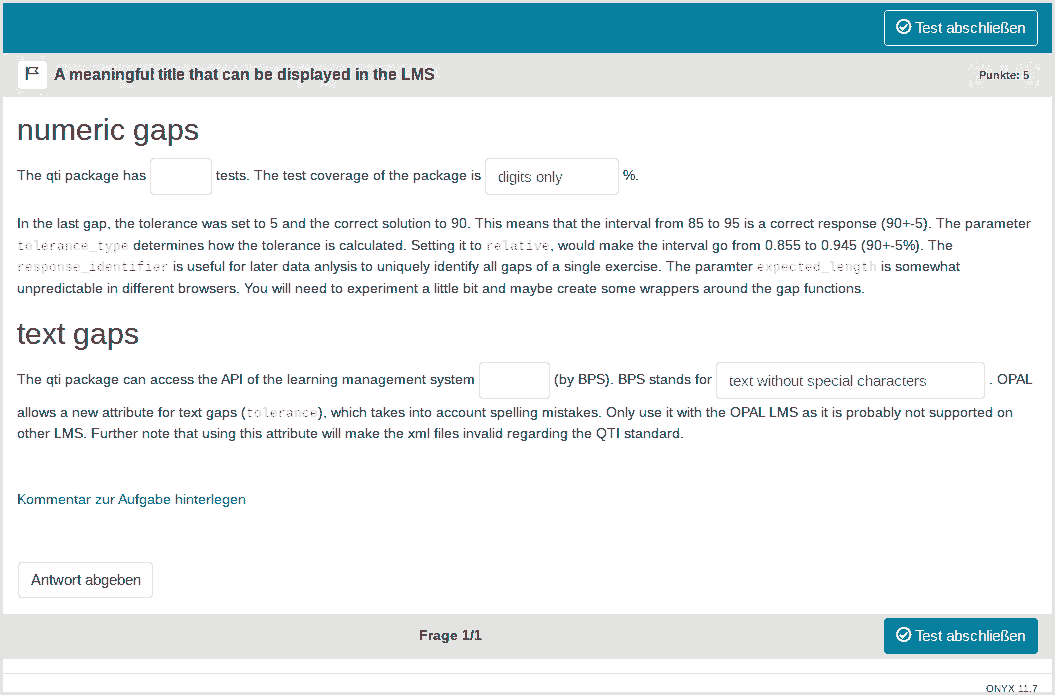 Test abschließen
A meaningful title that can be displayed in the LMS
Punkte: 5
numeric gaps
The qti package has tests. The test coverage of the package is digits only %.
In the last gap, the tolerance was set to 5 and the correct solution to 90. This means that the interval from 85 to 95 is a correct response (90+-5). The parameter
tolerance_type determines how the tolerance is calculated. Setting it to relative, would make the interval go from 0.855 to 0.945 (90+-5%). The
response_identifier is useful for later data anlysis to uniquely identify all gaps of a single exercise. The paramter expected_length is somewhat
unpredictable in different browsers. You will need to experiment a little bit and maybe create some wrappers around the gap functions.
text gaps
The qti package can access the API of the learning management system (by BPS). BPS stands for text without special characters . OPAL
allows a new attribute for text gaps (tolerance), which takes into account spelling mistakes. Only use it with the OPAL LMS as it is probably not supported on
other LMS. Further note that using this attribute will make the xml files invalid regarding the QTI standard.
Kommentar zur Aufgabe hinterlegen
Antwort abgeben
Frage 1/1
Test abschließen
ONYX 11.7